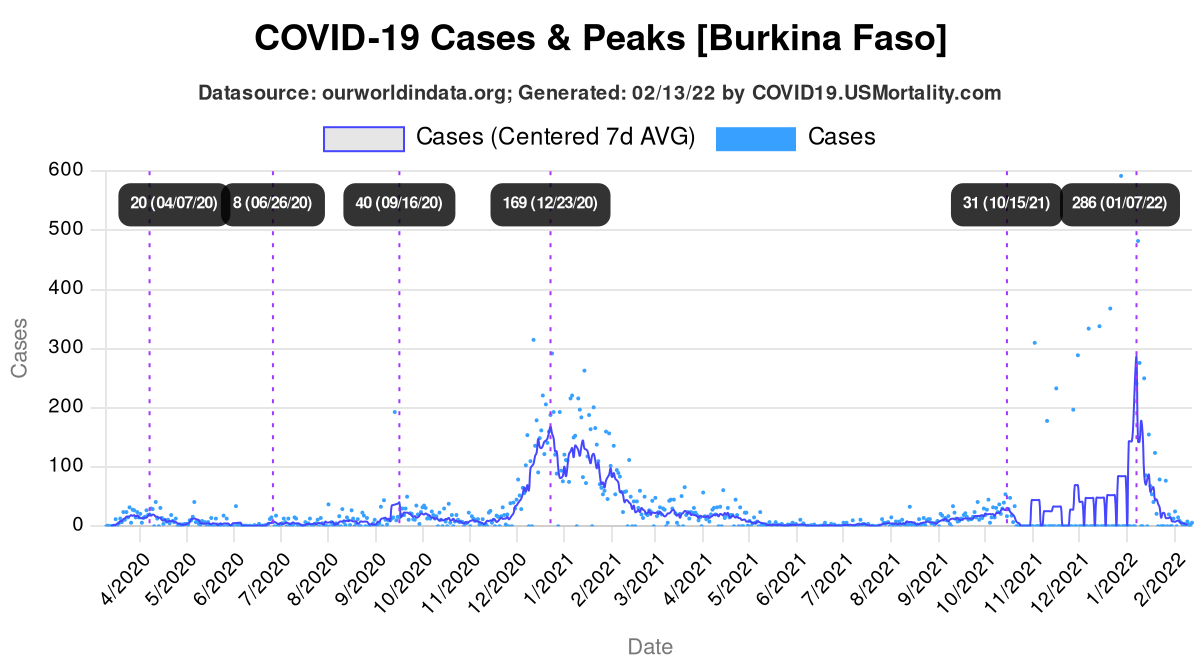 COVID-19 Cases & Peaks [Burkina Faso]
Datasource: ourworldindata.org; Generated: 02/13/22 by COVID19.USMortality.com
Cases (Centered 7d AVG) Cases
600
20 (04/07/20) 8 (06/26/20) 40 (09/16/20) 169 (12/23/20) 31 (10/15/21) 286 (01/07/22)
500
400
300
200
100
0
Cases
4/2020 5/2020 6/2020 7/2020 8/2020 9/2020 10/2020 11/2020 12/2020 1/2021 2/2021 3/2021 4/2021 5/2021 6/2021 7/2021 8/2021 9/2021 10/2021 11/2021 12/2021 1/2022 2/2022
Date